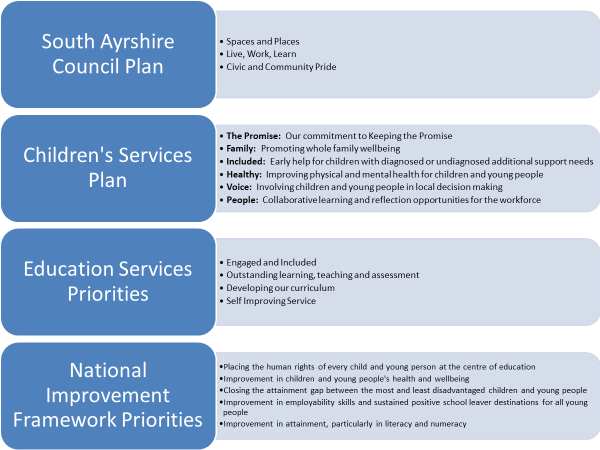 South Ayrshire
Council Plan
• Spaces and Places
• Live, Work, Learn
• Civic and Community Pride
Children's Services
Plan
• The Promise: Our commitment to Keeping the Promise
• Family: Promoting whole family wellbeing
• Included: Early help for children with diagnosed or undiagnosed additional support needs
• Healthy: Improving physical and mental health for children and young people
• Voice: Involving children and young people in local decision making
• People: Collaborative learning and reflection opportunities for the workforce
Education Services
Priorities
• Engaged and Included
• Outstanding learning, teaching and assessment
• Developing our curriculum
• Self Improving Service
National
Improvement
Framework Priorities
•Placing the human rights of every child and young person at the centre of education
•Improvement in children and young people's health and wellbeing
•Closing the attainment gap between the most and least disadvantaged children and young people
•Improvement in employability skills and sustained positive school leaver destinations for all young
people
•Improvement in attainment, particularly in literacy and numeracy